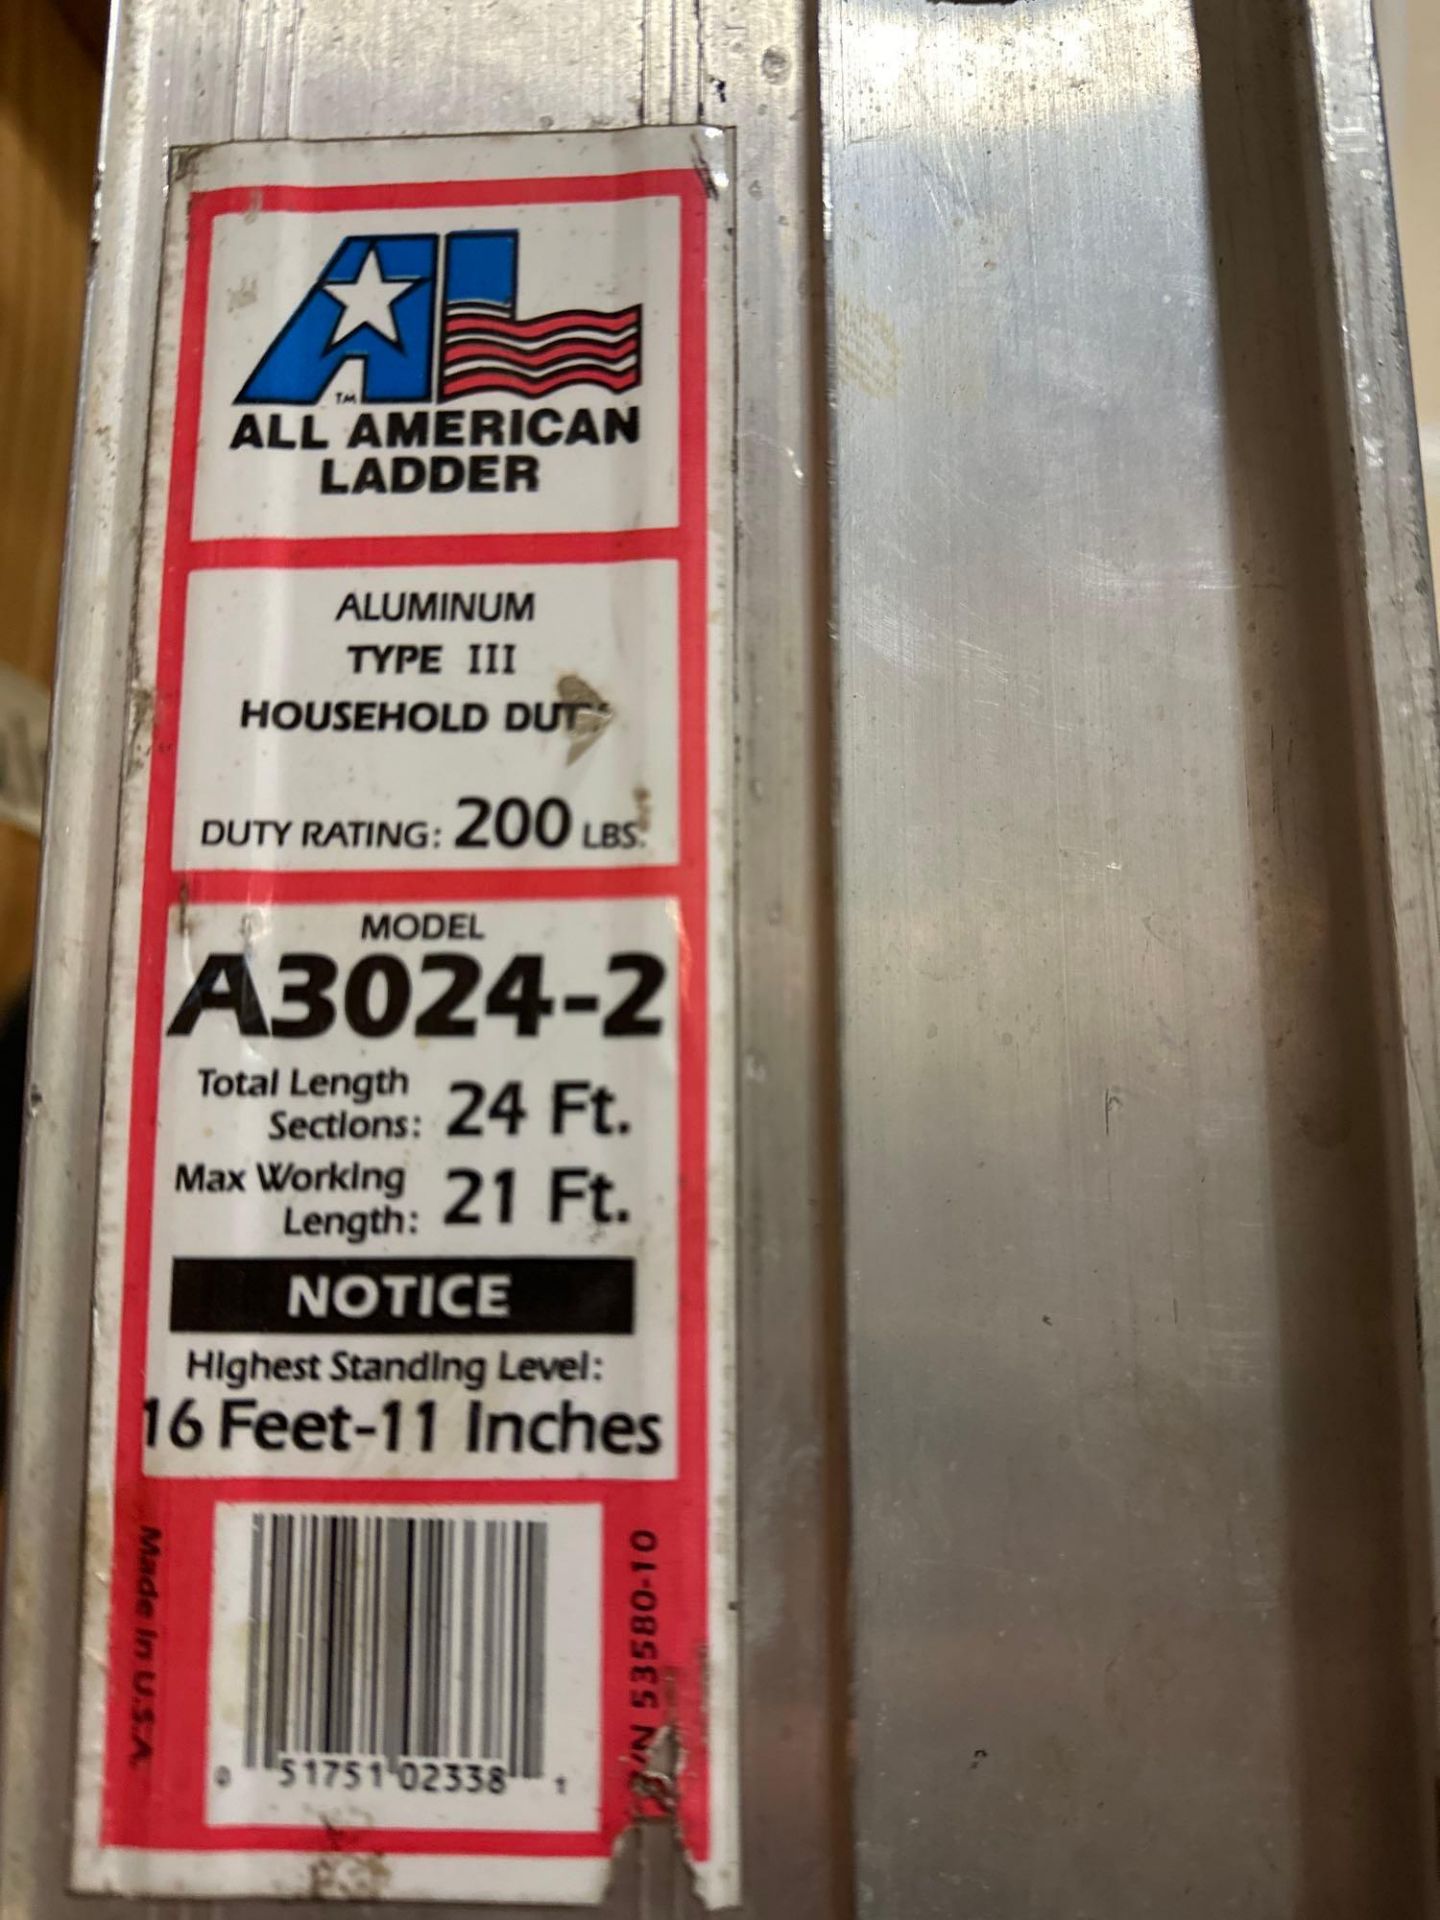 AL
TM
ALL AMERICAN
LADDER
ALUMINUM
TYPE III
HOUSEHOLD DUTY
DUTY RATING: 200 LBS.
MODEL
A3024-2
Total Length
Sections: 24 Ft.
Max Working
Length: 21 Ft.
NOTICE
Highest Standing Level:
16 Feet-11 Inches
Made in U.S.A.
P/N 53580-10
0 51751 02338 1